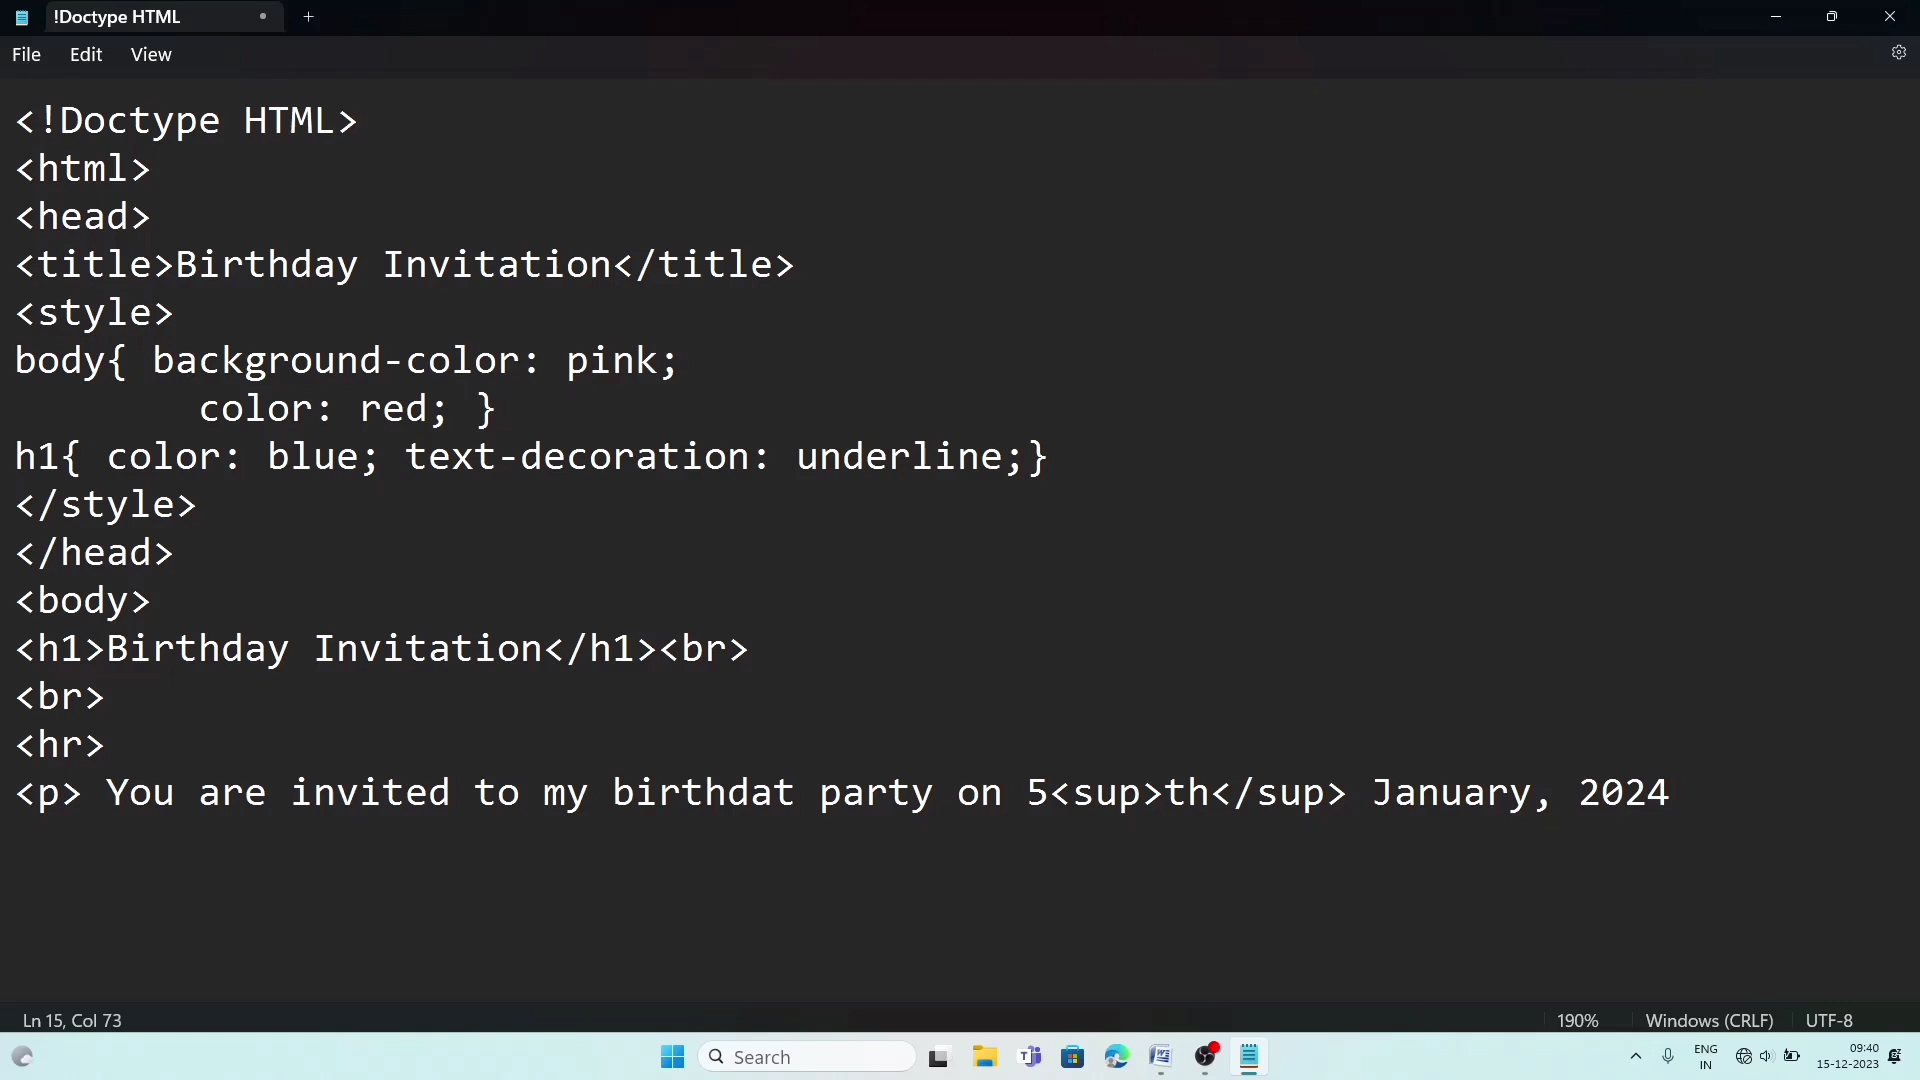 !Doctype HTML
File Edit View
<!Doctype HTML>
<html>
<head>
<title>Birthday Invitation</title>
<style>
body{ background-color: pink;
color: red; }
h1{ color: blue; text-decoration: underline;}
</style>
</head>
<body>
<h1>Birthday Invitation</h1><br>
<br>
<hr>
<p> You are invited to my birthdat party on 5<sup>th</sup> January, 2024
Ln 15, Col 73 190% Windows (CRLF) UTF-8
Search ENG 09:40
IN 15-12-2023